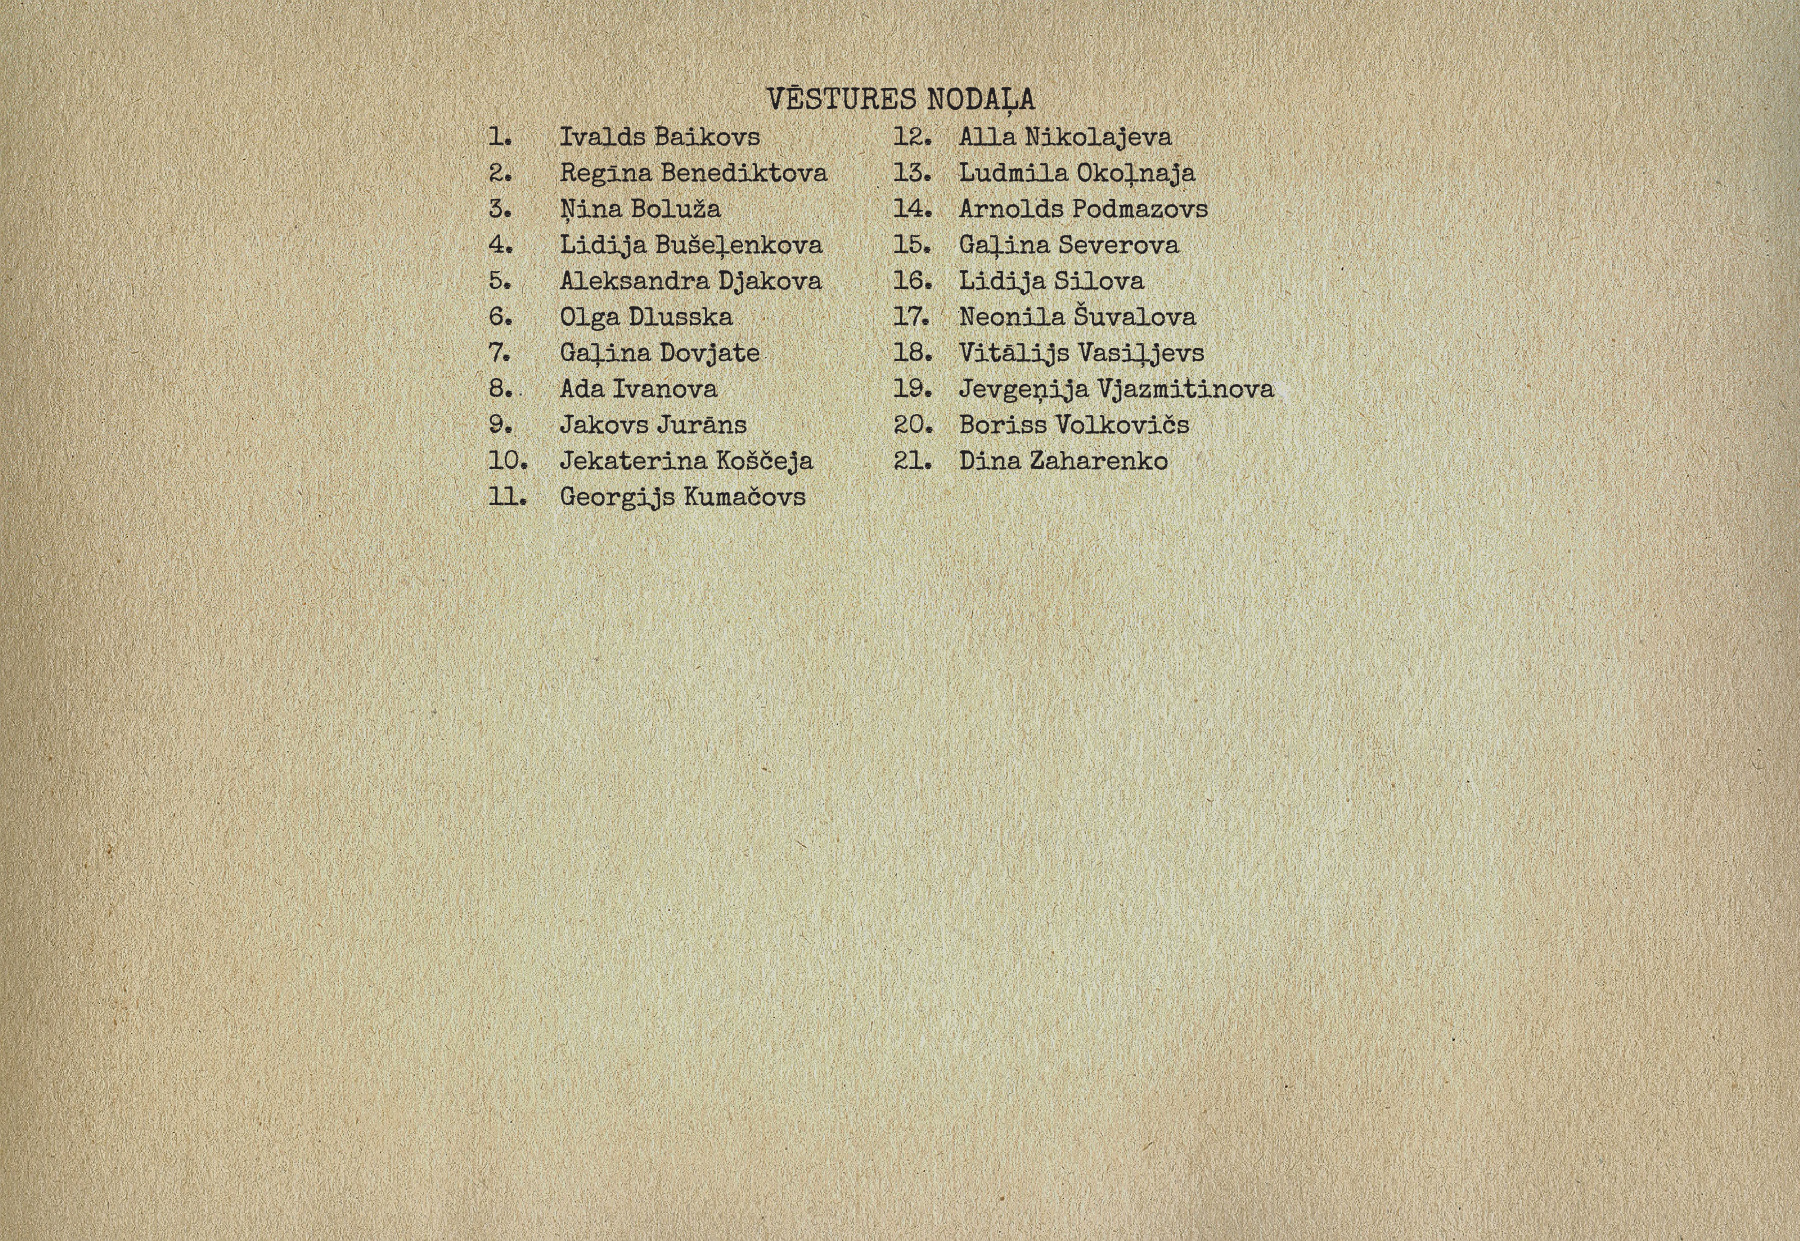 VĒSTURES NODAĻA
1. Ivalds Baikovs
2. Regīna Benediktova
3. Ņina Boluža
4. Lidija Bušeļenkova
5. Aleksandra Djakova
6. Olga Dlusska
7. Gaļina Dovjate
8. Ada Ivanova
9. Jakovs Jurāns
10. Jekaterina Koščeja
11. Georgijs Kumačovs
12. Alla Nikolajeva
13. Ludmila Okoļnaja
14. Arnolds Podmazovs
15. Gaļina Severova
16. Lidija Silova
17. Neonila Šuvalova
18. Vitālijs Vasiļjevs
19. Jevgeņija Vjazmitinova
20. Boriss Volkovičs
21. Dina Zaharenko